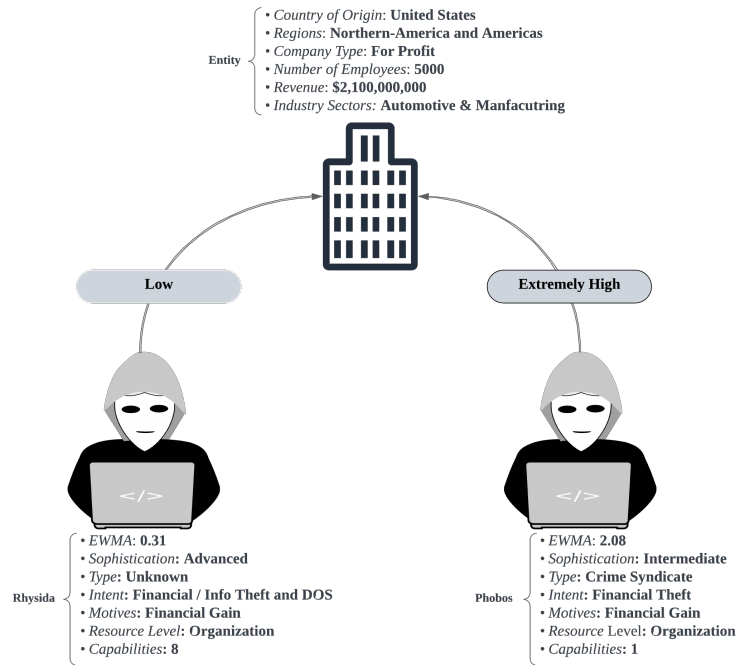 • Country of Origin: United States
• Regions: Northern-America and Americas
• Company Type: For Profit
Entity
• Number of Employees: 5000
• Revenue: $2,100,000,000
• Industry Sectors: Automotive & Manfacutring
Low
Extremely High
</>
</>
• EWMA: 0.31
• Sophistication: Advanced
• Type: Unknown
Rhysida
• Intent: Financial / Info Theft and DOS
• Motives: Financial Gain
• Resource Level: Organization
• Capabilities: 8
• EWMA: 2.08
• Sophistication: Intermediate
• Type: Crime Syndicate
Phobos
• Intent: Financial Theft
• Motives: Financial Gain
• Resource Level: Organization
• Capabilities: 1